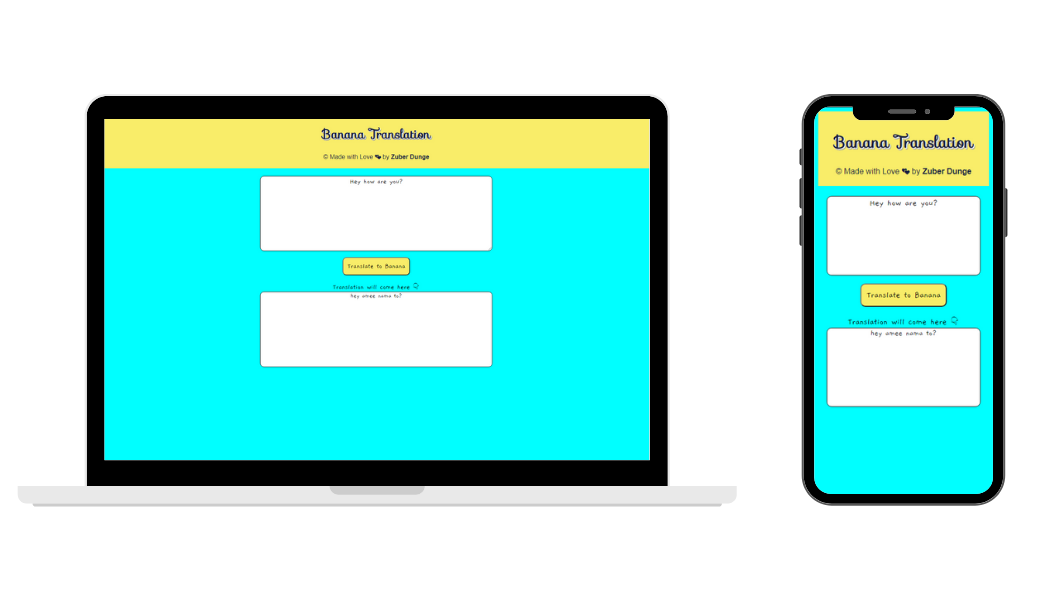 Banana Translation
© Made with Love ❤ by Zuber Dunge
Hey how are you?
Translate to Banana
Translation will come here 👇
hey amee nama to?
Banana Translation
© Made with Love ❤ by Zuber Dunge
Hey how are you?
Translate to Banana
Translation will come here 👇
hey amee nama to?